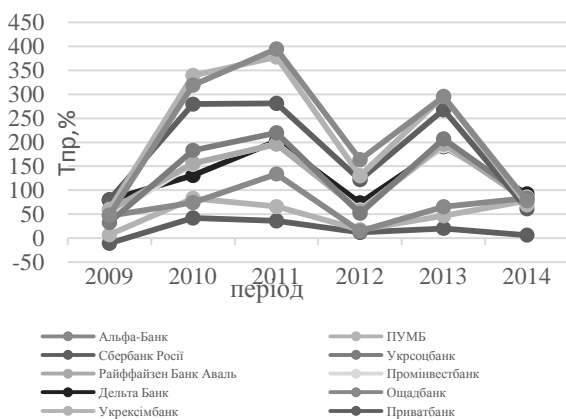 450
400
350
300
250
200
150
100
50
0
-50
Тпр,%
2009 2010 2011 2012 2013 2014
період
Альфа-Банк ПУМБ
Сбербанк Росії Укрсоцбанк
Райффайзен Банк Аваль Промінвестбанк
Дельта Банк Ощадбанк
Укрексімбанк Приватбанк